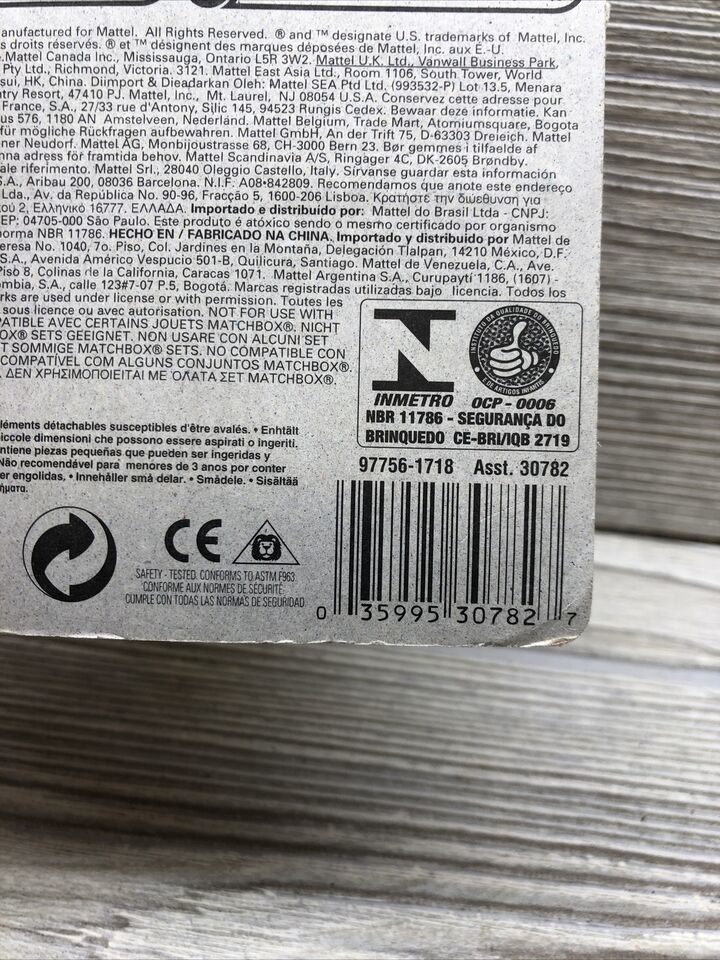 anufactured for Mattel. All Rights Reserved. ® and ™ designate U.S. trademarks of Mattel, Inc.
s droits réservés. ® et ™ désignent des marques déposées de Mattel, Inc. aux E.-U.
.Mattel Canada Inc., Mississauga, Ontario L5R 3W2. Mattel U.K. Ltd., Vanwall Business Park,
Pty Ltd., Richmond, Victoria. 3121. Mattel East Asia Ltd., Room 1106, South Tower, World
sui, HK, China. Diimport & Diedarkan Oleh: Mattel SEA Ptd Ltd. (993532-P) Lot 13.5, Menara
ntry Resort, 47410 PJ. Mattel, Inc., Mt. Laurel, NJ 08054 U.S.A. Conservez cette adresse pour
France, S.A., 27/33 rue d'Antony, Silic 145, 94523 Rungis Cedex. Bewaar deze informatie. Kan
us 576, 1180 AN Amstelveen, Nederland. Mattel Belgium, Trade Mart, Atomiumsquare, Bogota
für mögliche Rückfragen aufbewahren. Mattel GmbH, An der Trift 75, D-63303 Dreieich. Mattel
ner Neudorf. Mattel AG, Monbijoustrasse 68, CH-3000 Bern 23. Bør gemmes i tilfælde af
nna adress för framtida behov. Mattel Scandinavia A/S, Ringager 4C, DK-2605 Brøndby.
ale riferimento. Mattel Srl., 28040 Oleggio Castello, Italy. Sírvanse guardar esta información
S.A., Aribau 200, 08036 Barcelona. N.I.F. A08-842809. Recomendamos que anote este endereço
Lda., Av. da República No. 90-96, Fracção 5, 1600-206 Lisboa. Κρατήστε την διεύθυνση για
κού 2, Ελληνικό 16777. ΕΛΛΑΔΑ. Importado e distribuido por: Mattel do Brasil Ltda - CNPJ:
EP: 04705-000 São Paulo. Este produto é atóxico sendo o mesmo certificado por organismo
norma NBR 11786. HECHO EN / FABRICADO NA CHINA. Importado y distribuido por Mattel de
eresa No. 1040, 7o. Piso, Col. Jardines en la Montaña, Delegación Tlalpan, 14210 México, D.F.
S.A., Avenida Américo Vespucio 501-B, Quilicura, Santiago. Mattel de Venezuela, C.A., Ave.
Piso 8, Colinas de la California, Caracas 1071. Mattel Argentina S.A., Curupaytí 1186, (1607) -
mbia, S.A., calle 123#7-07 P.5, Bogotá. Marcas registradas utilizadas bajo licencia. Todos los
rks are used under license or with permission. Toutes les
sous licence ou avec autorisation. NOT FOR USE WITH
PATIBLE AVEC CERTAINS JOUETS MATCHBOX®. NICHT
OX® SETS GEEIGNET. NON USARE CON ALCUNI SET
T SOMMIGE MATCHBOX® SETS. NO COMPATIBLE CON
COMPATÍVEL COM ALGUNS CONJUNTOS MATCHBOX®.
ΔΕΝ ΧΡΗΣΙΜΟΠΟΙΕΙΤΑΙ ΜΕ ΌΛΑΤΑ ΣΕΤ MATCHBOX®.
INSTITUTO DA QUALIDADE DO BRINQUEDO
E DE ARTIGOS INFANTIS
INMETRO OCP - 0006
NBR 11786 - SEGURANÇA DO
BRINQUEDO CE-BRI/IQB 2719
léments détachables susceptibles d'être avalés. • Enhält
iccole dimensioni che possono essere aspirati o ingeriti.
ntiene piezas pequeñas que pueden ser ingeridas y
Não recomendável para menores de 3 anos por conter
er engolidas. • Innehåller små delar. • Smådele. • Sisältää
ήματα.
97756-1718 Asst. 30782
CE
SAFETY - TESTED. CONFORMS TO ASTM F963.
CONFORME AUX NORMES DE SÉCURITÉ.
CUMPLE CON TODAS LAS NORMAS DE SEGURIDAD.
0 35995 30782 7